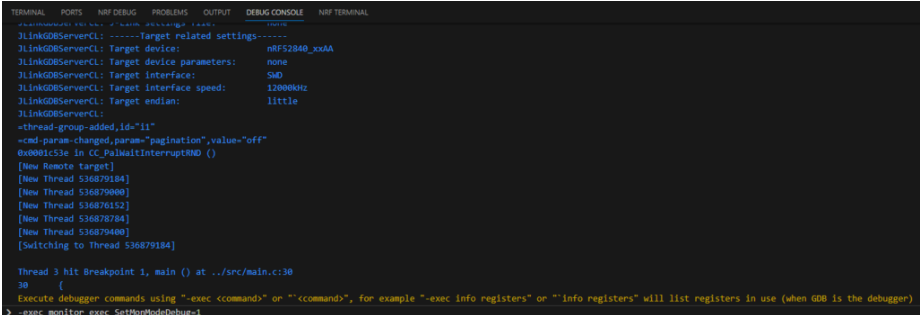 TERMINAL PORTS NRF DEBUG PROBLEMS OUTPUT DEBUG CONSOLE NRF TERMINAL
JLinkGDBServerCL: J-Link settings file: none
JLinkGDBServerCL: ------Target related settings------
JLinkGDBServerCL: Target device: nRF52840_xxAA
JLinkGDBServerCL: Target device parameters: none
JLinkGDBServerCL: Target interface: SWD
JLinkGDBServerCL: Target interface speed: 12000kHz
JLinkGDBServerCL: Target endian: little
JLinkGDBServerCL:
=thread-group-added,id="i1"
=cmd-param-changed,param="pagination",value="off"
0x0001c53e in CC_PalWaitInterruptRND ()
[New Remote target]
[New Thread 536879184]
[New Thread 536879000]
[New Thread 536876152]
[New Thread 536878784]
[New Thread 536879400]
[Switching to Thread 536879184]
Thread 3 hit Breakpoint 1, main () at ../src/main.c:30
30 {
Execute debugger commands using "-exec <command>" or "`<command>", for example "-exec info registers" or "`info registers" will list registers in use (when GDB is the debugger)
> -exec monitor exec SetMonModeDebug=1